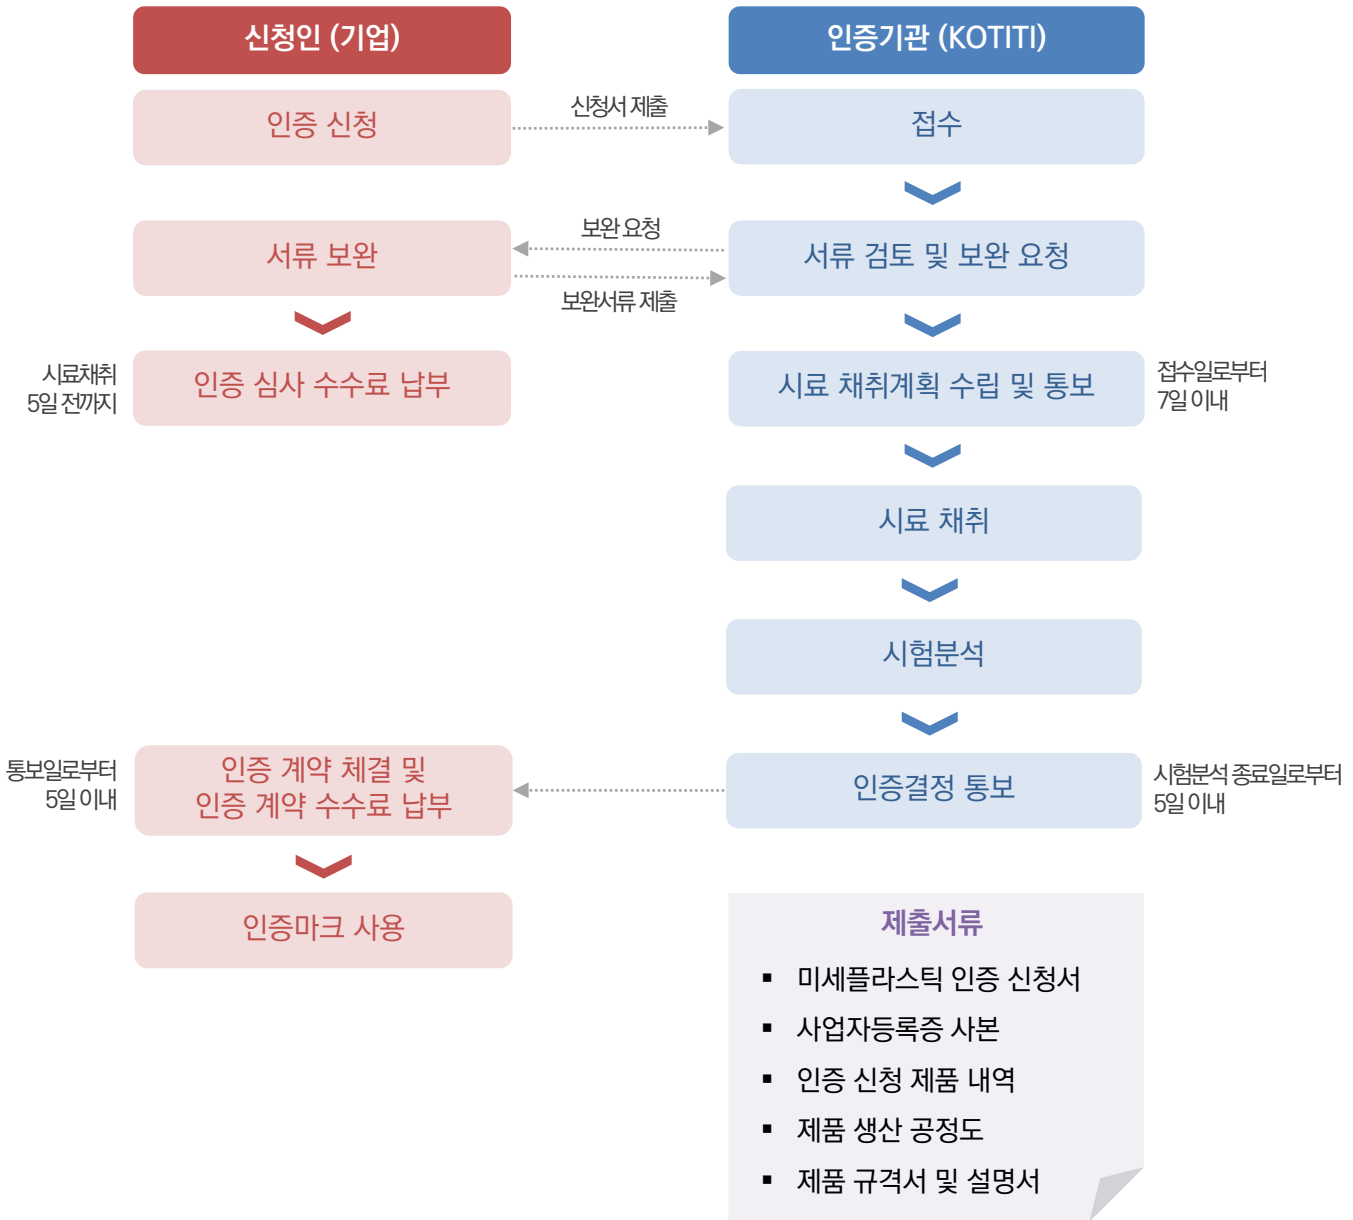 신청인 (기업)
인증기관 (KOTITI)
인증 신청
신청서 제출
접수
서류 보완
보완 요청
보완서류 제출
서류 검토 및 보완 요청
시료채취
5일 전까지
인증 심사 수수료 납부
시료 채취계획 수립 및 통보
접수일로부터
7일 이내
시료 채취
시험분석
통보일로부터
5일 이내
인증 계약 체결 및
인증 계약 수수료 납부
인증결정 통보
시험분석 종료일로부터
5일 이내
인증마크 사용
제출서류
▪ 미세플라스틱 인증 신청서
▪ 사업자등록증 사본
▪ 인증 신청 제품 내역
▪ 제품 생산 공정도
▪ 제품 규격서 및 설명서